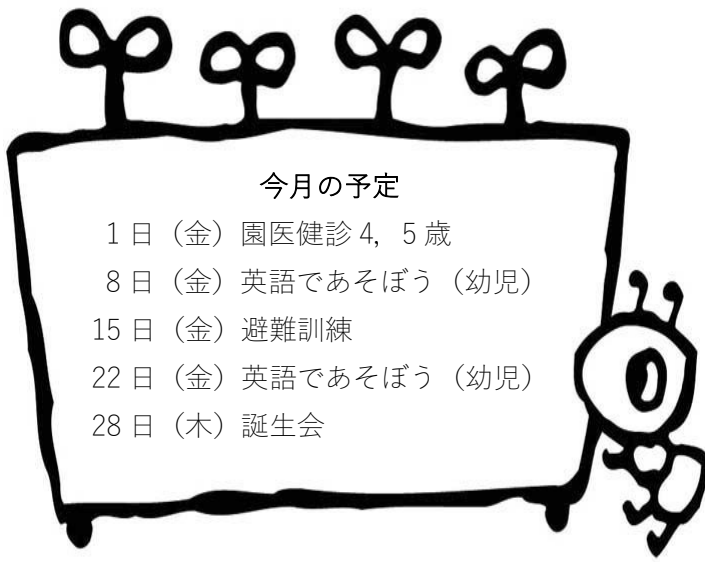 今月の予定
1日（金）園医健診4，5歳
8日（金）英語であそぼう（幼児）
15日（金）避難訓練
22日（金）英語であそぼう（幼児）
28日（木）誕生会